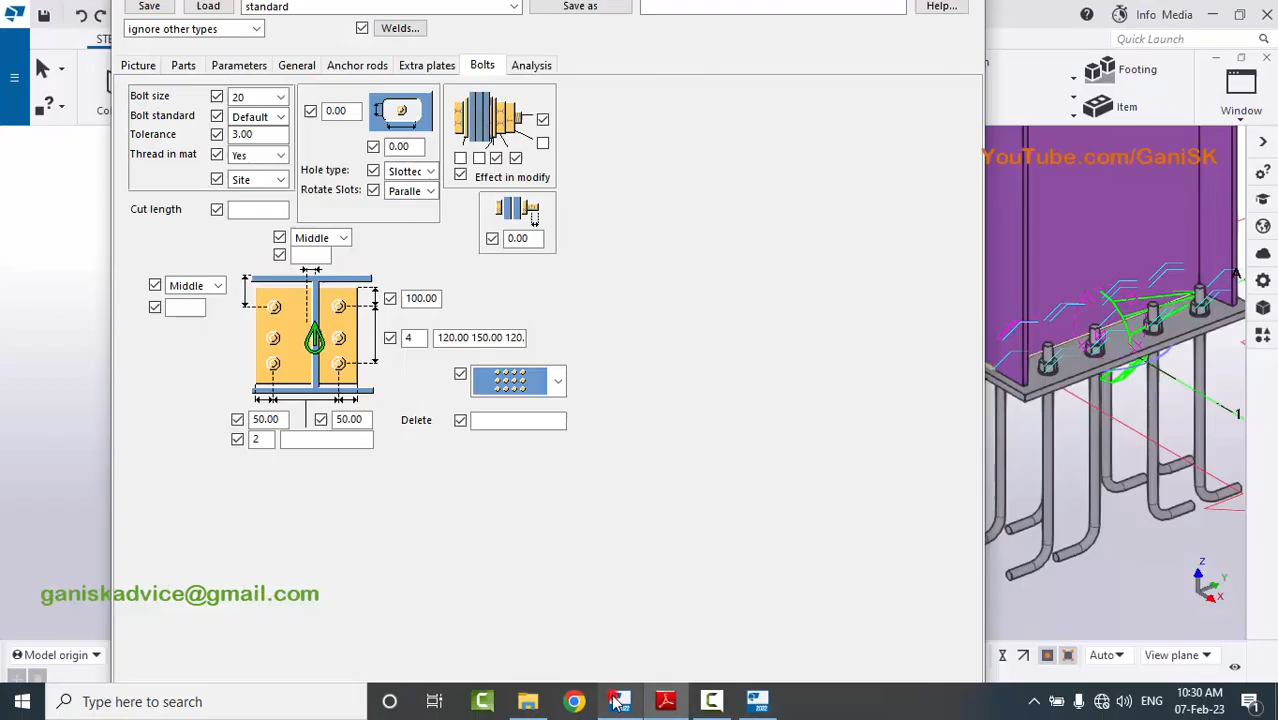 Save
Load
standard
Save as
Help...
Info Media
ignore other types
Welds...
Quick Launch
Picture
Parts
Parameters
General
Anchor rods
Extra plates
Bolts
Analysis
Footing
Item
Window
Bolt size
20
Bolt standard
Default
Tolerance
3.00
Thread in mat
Yes
Site
Cut length
0.00
0.00
Hole type:
Rotate Slots:
Effect in modify
0.00
Middle
Middle
100.00
4
120.00 150.00 120.
50.00
50.00
2
Delete
YouTube.com/GaniSK
A
1
Z
Y
X
ganiskadvice@gmail.com
Model origin
Auto
View plane
Type here to search
2022
ENG
10:30 AM
07-Feb-23
1